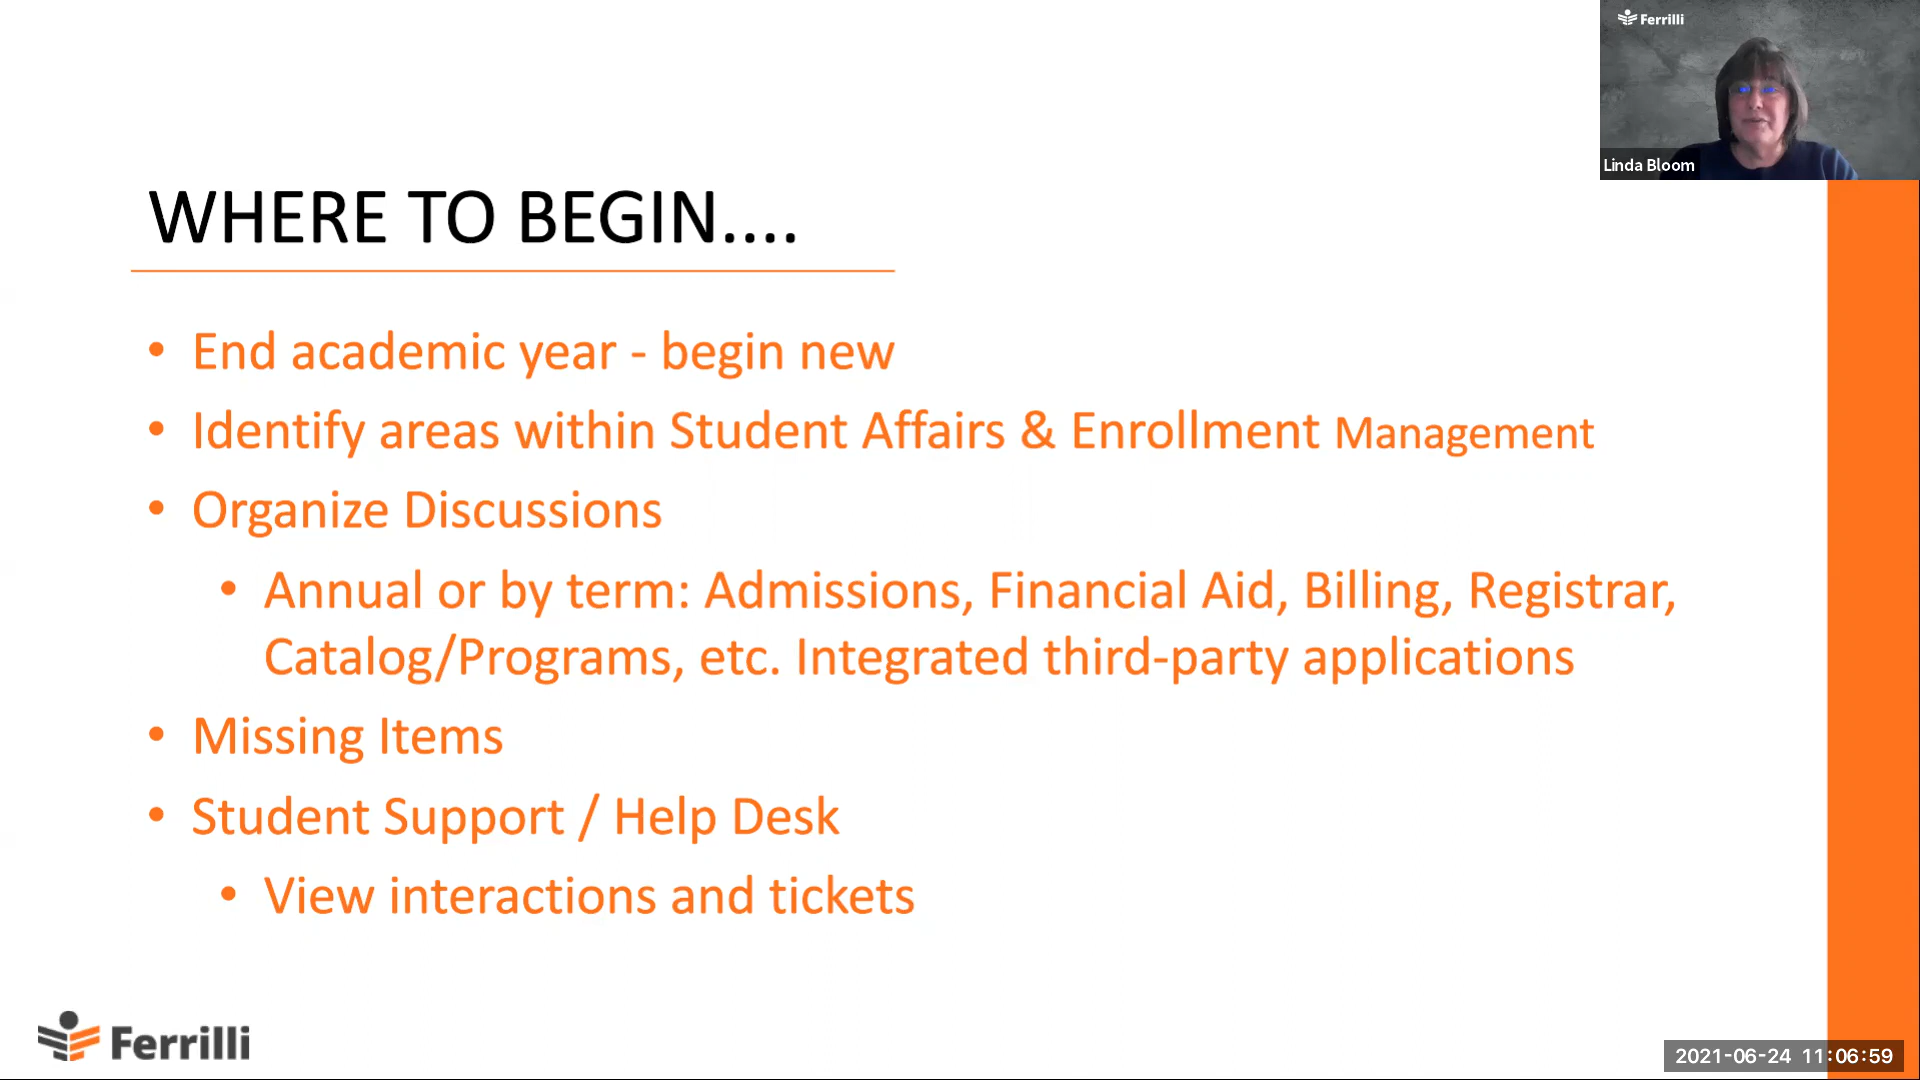 Ferrilli
Linda Bloom
WHERE TO BEGIN....
• End academic year - begin new
• Identify areas within Student Affairs & Enrollment Management
• Organize Discussions
• Annual or by term: Admissions, Financial Aid, Billing, Registrar,
Catalog/Programs, etc. Integrated third-party applications
• Missing Items
• Student Support / Help Desk
• View interactions and tickets
Ferrilli
2021-06-24 11:06:59